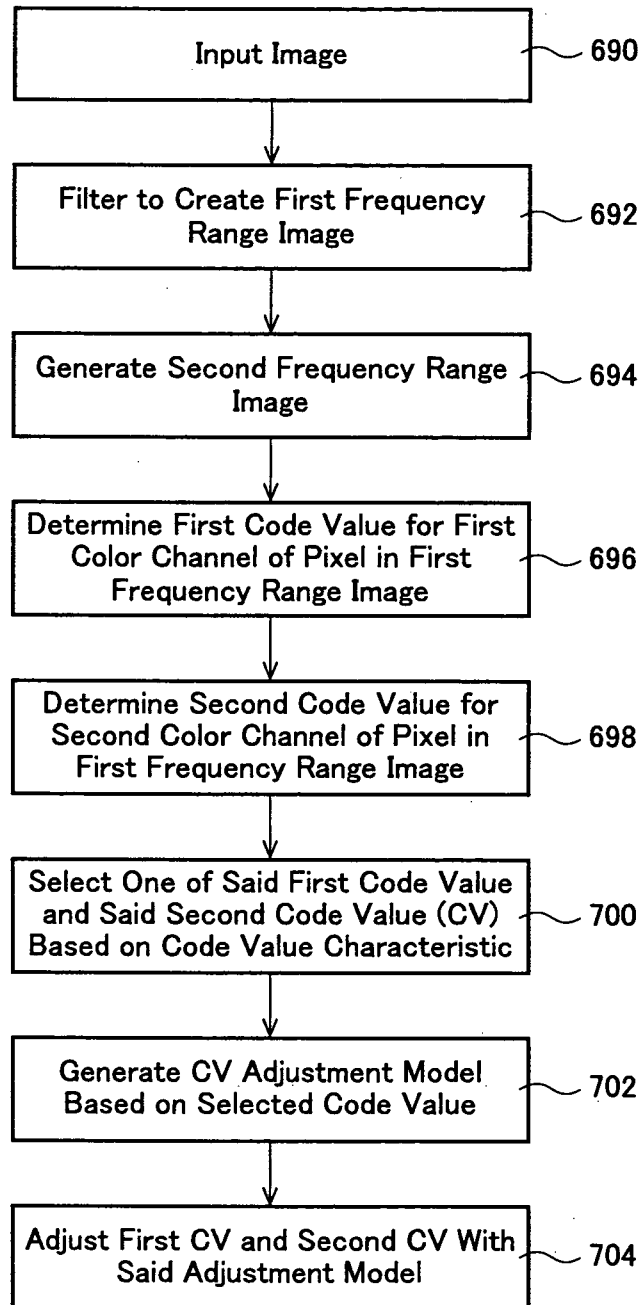 Input Image
690
Filter to Create First Frequency
Range Image
692
Generate Second Frequency Range
Image
694
Determine First Code Value for First
Color Channel of Pixel in First
Frequency Range Image
696
Determine Second Code Value for
Second Color Channel of Pixel in
First Frequency Range Image
698
Select One of Said First Code Value
and Said Second Code Value (CV)
Based on Code Value Characteristic
700
Generate CV Adjustment Model
Based on Selected Code Value
702
Adjust First CV and Second CV With
Said Adjustment Model
704